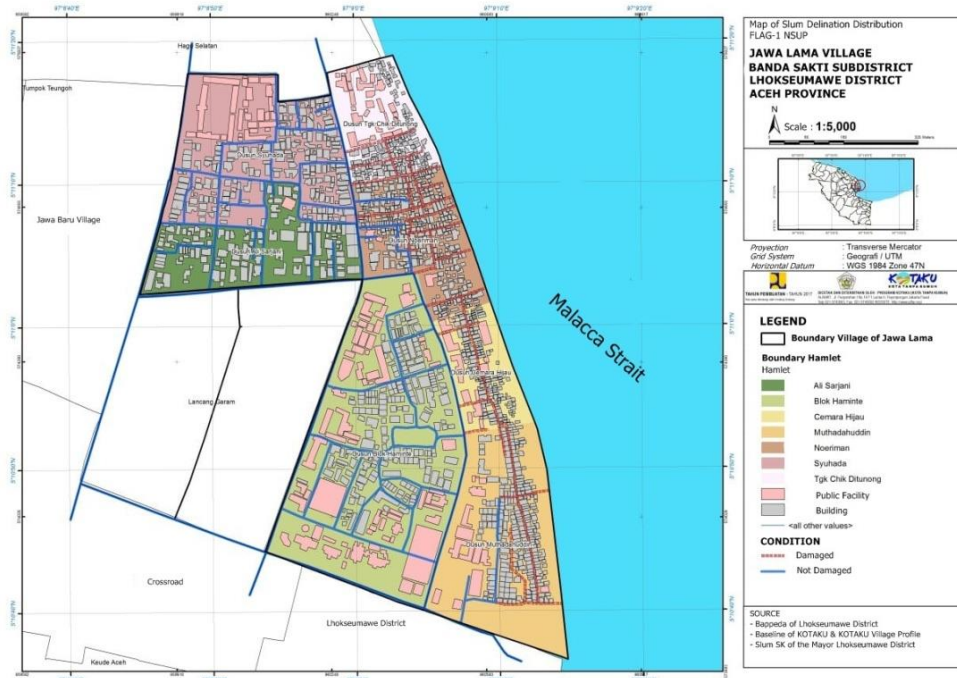 Map of Slum Delination Distribution
FLAG-1 NSUP
JAWA LAMA VILLAGE
BANDA SAKTI SUBDISTRICT
LHOKSEUMAWE DISTRICT
ACEH PROVINCE
N
Scale : 1:5,000
Proyection : Transverse Mercator
Grid System : Geografi / UTM
Horizontal Datum : WGS 1984 Zone 47N
KOTAKU
LEGEND
Boundary Village of Jawa Lama
Boundary Hamlet
Hamlet
Ali Sarjani
Blok Haminte
Cemara Hijau
Muthadahuddin
Noeriman
Syuhada
Tgk Chik Ditunong
Public Facility
Building
<all other values>
CONDITION
Damaged
Not Damaged
SOURCE
- Bappeda of Lhokseumawe District
- Baseline of KOTAKU & KOTAKU Village Profile
- Slum SK of the Mayor Lhokseumawe District
Hagu Selatan
Tumpok Teungoh
Dusun Tgk Chik Ditunong
Dusun Syuhada
Jawa Baru Village
Dusun Noeriman
Malacca Strait
Dusun Cemara Hijau
Lancang Garam
Dusun Blok Haminte
Crossroad
Lhokseumawe District
Keude Aceh